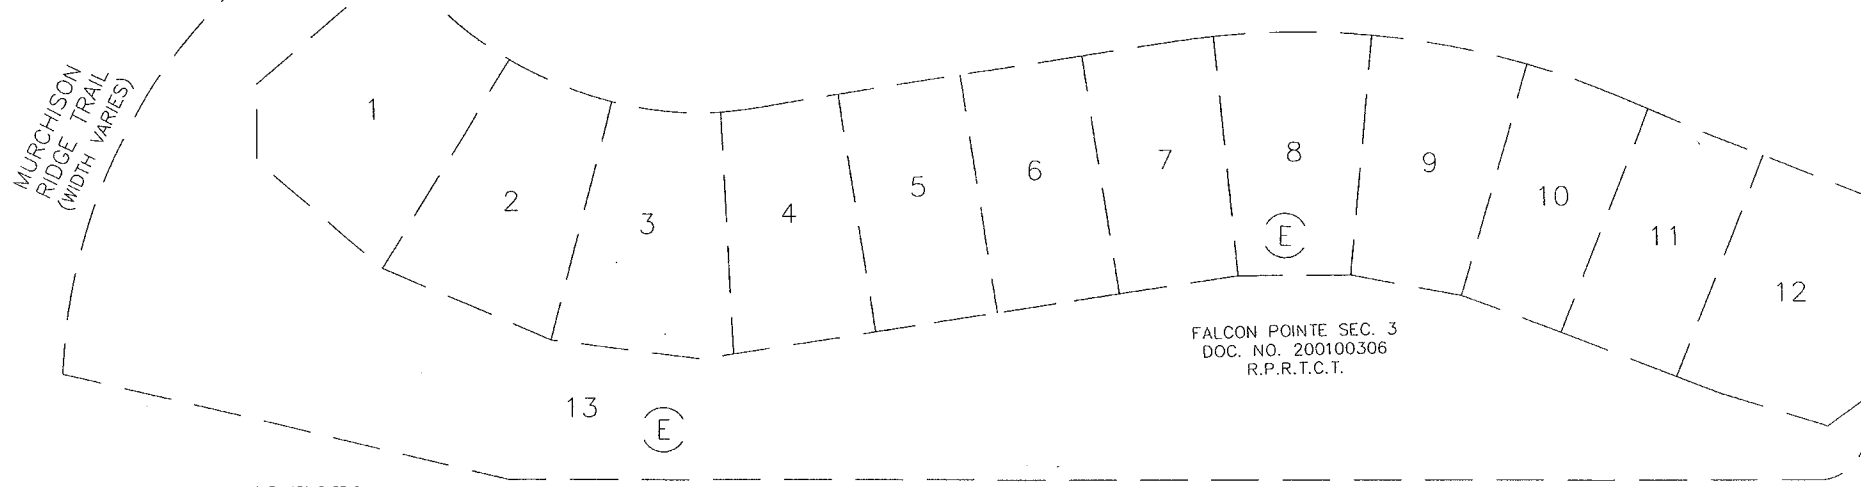 MURCHISON
RIDGE TRAIL
(WIDTH VARIES)
1
2
3
4
5
6
7
8
9
10
11
12
E
FALCON POINTE SEC. 3
DOC. NO. 200100306
R.P.R.T.C.T.
13
E